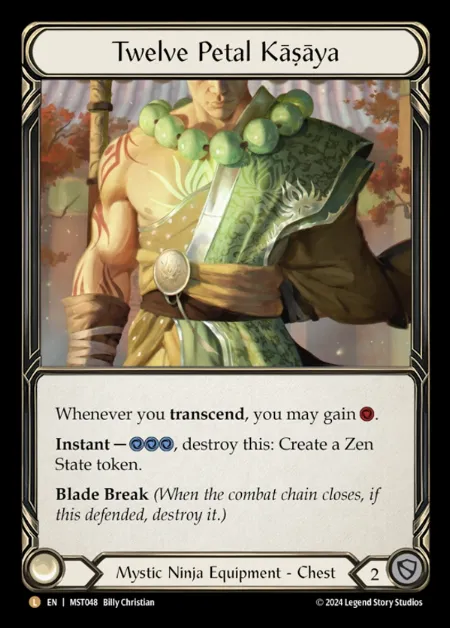 Twelve Petal Kāṣāya
Whenever you transcend, you may gain .
Instant — , destroy this: Create a Zen
State token.
Blade Break (When the combat chain closes, if
this defended, destroy it.)
Mystic Ninja Equipment - Chest
2
L EN | MST048 Billy Christian
© 2024 Legend Story Studios